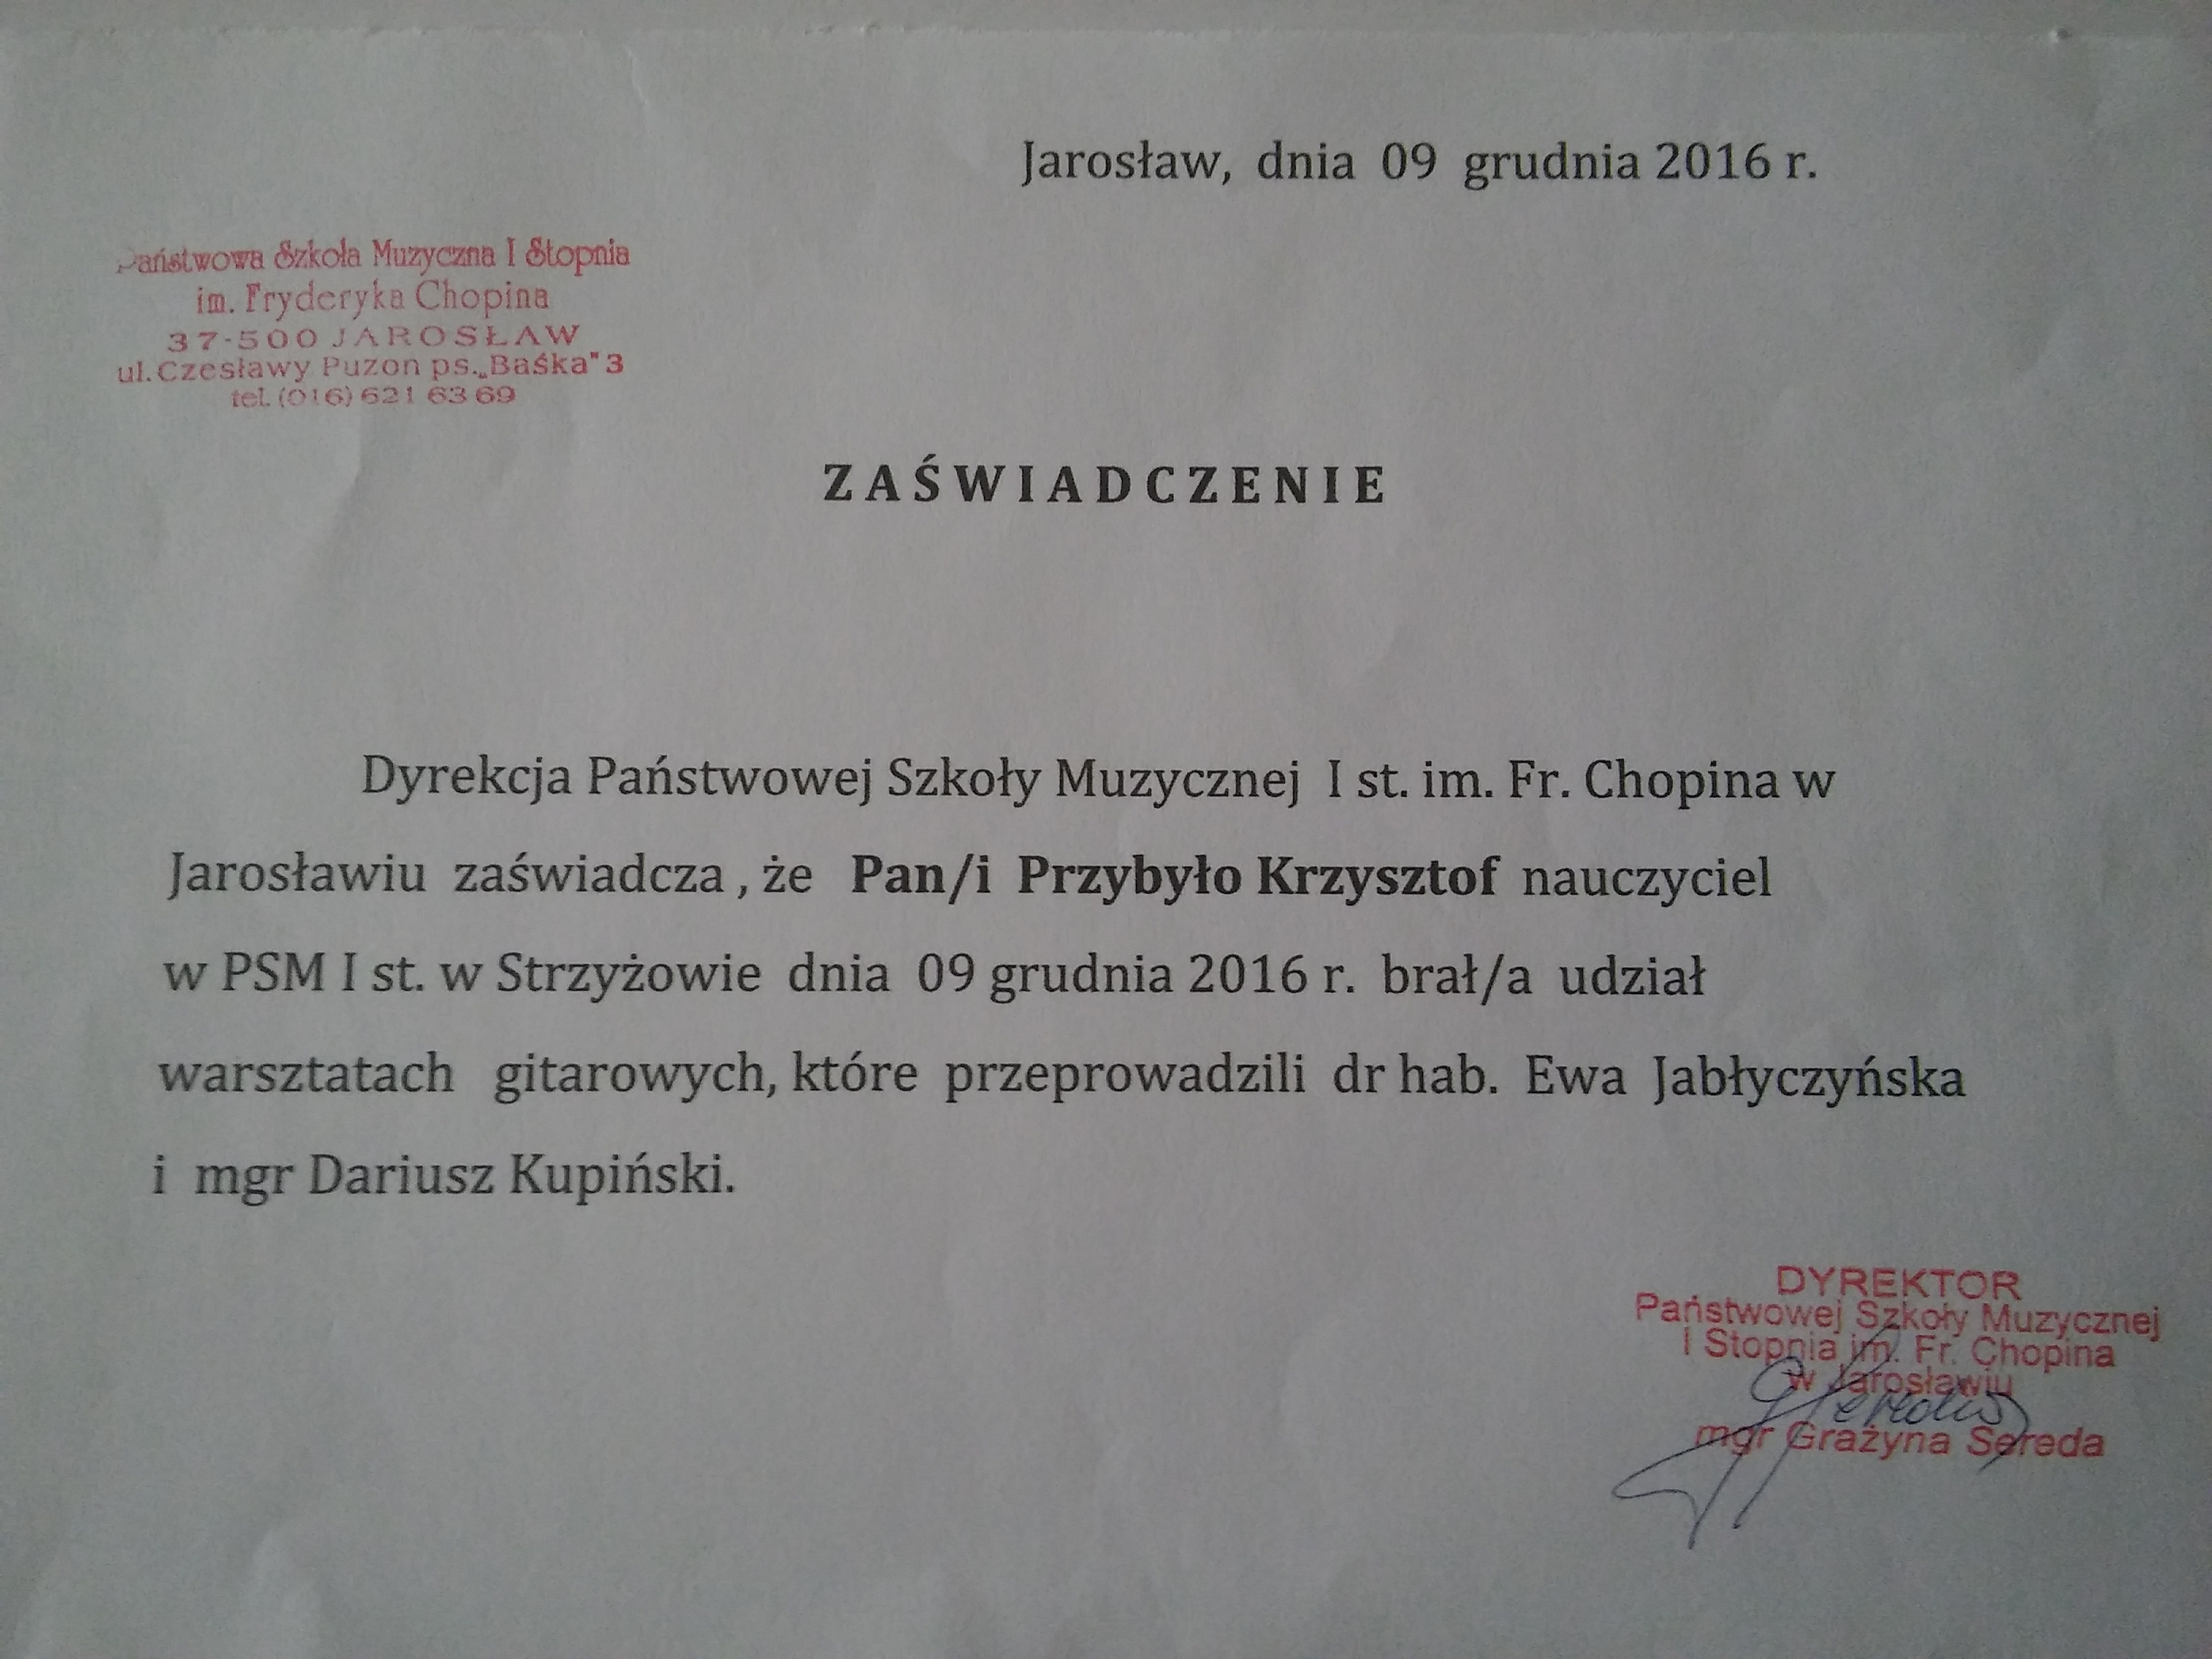 Jarosław, dnia 09 grudnia 2016 r.
Państwowa Szkoła Muzyczna I Stopnia
im. Fryderyka Chopina
37-500 JAROSŁAW
ul. Czesławy Puzon ps. „Baśka" 3
tel. (016) 621 63 69
ZAŚWIADCZENIE
Dyrekcja Państwowej Szkoły Muzycznej I st. im. Fr. Chopina w
Jarosławiu zaświadcza , że Pan/i Przybyło Krzysztof nauczyciel
w PSM I st. w Strzyżowie dnia 09 grudnia 2016 r. brał/a udział
warsztatach gitarowych, które przeprowadzili dr hab. Ewa Jabłyczyńska
i mgr Dariusz Kupiński.
DYREKTOR
Państwowej Szkoły Muzycznej
I Stopnia im. Fr. Chopina
w Jarosławiu
mgr Grażyna Sereda